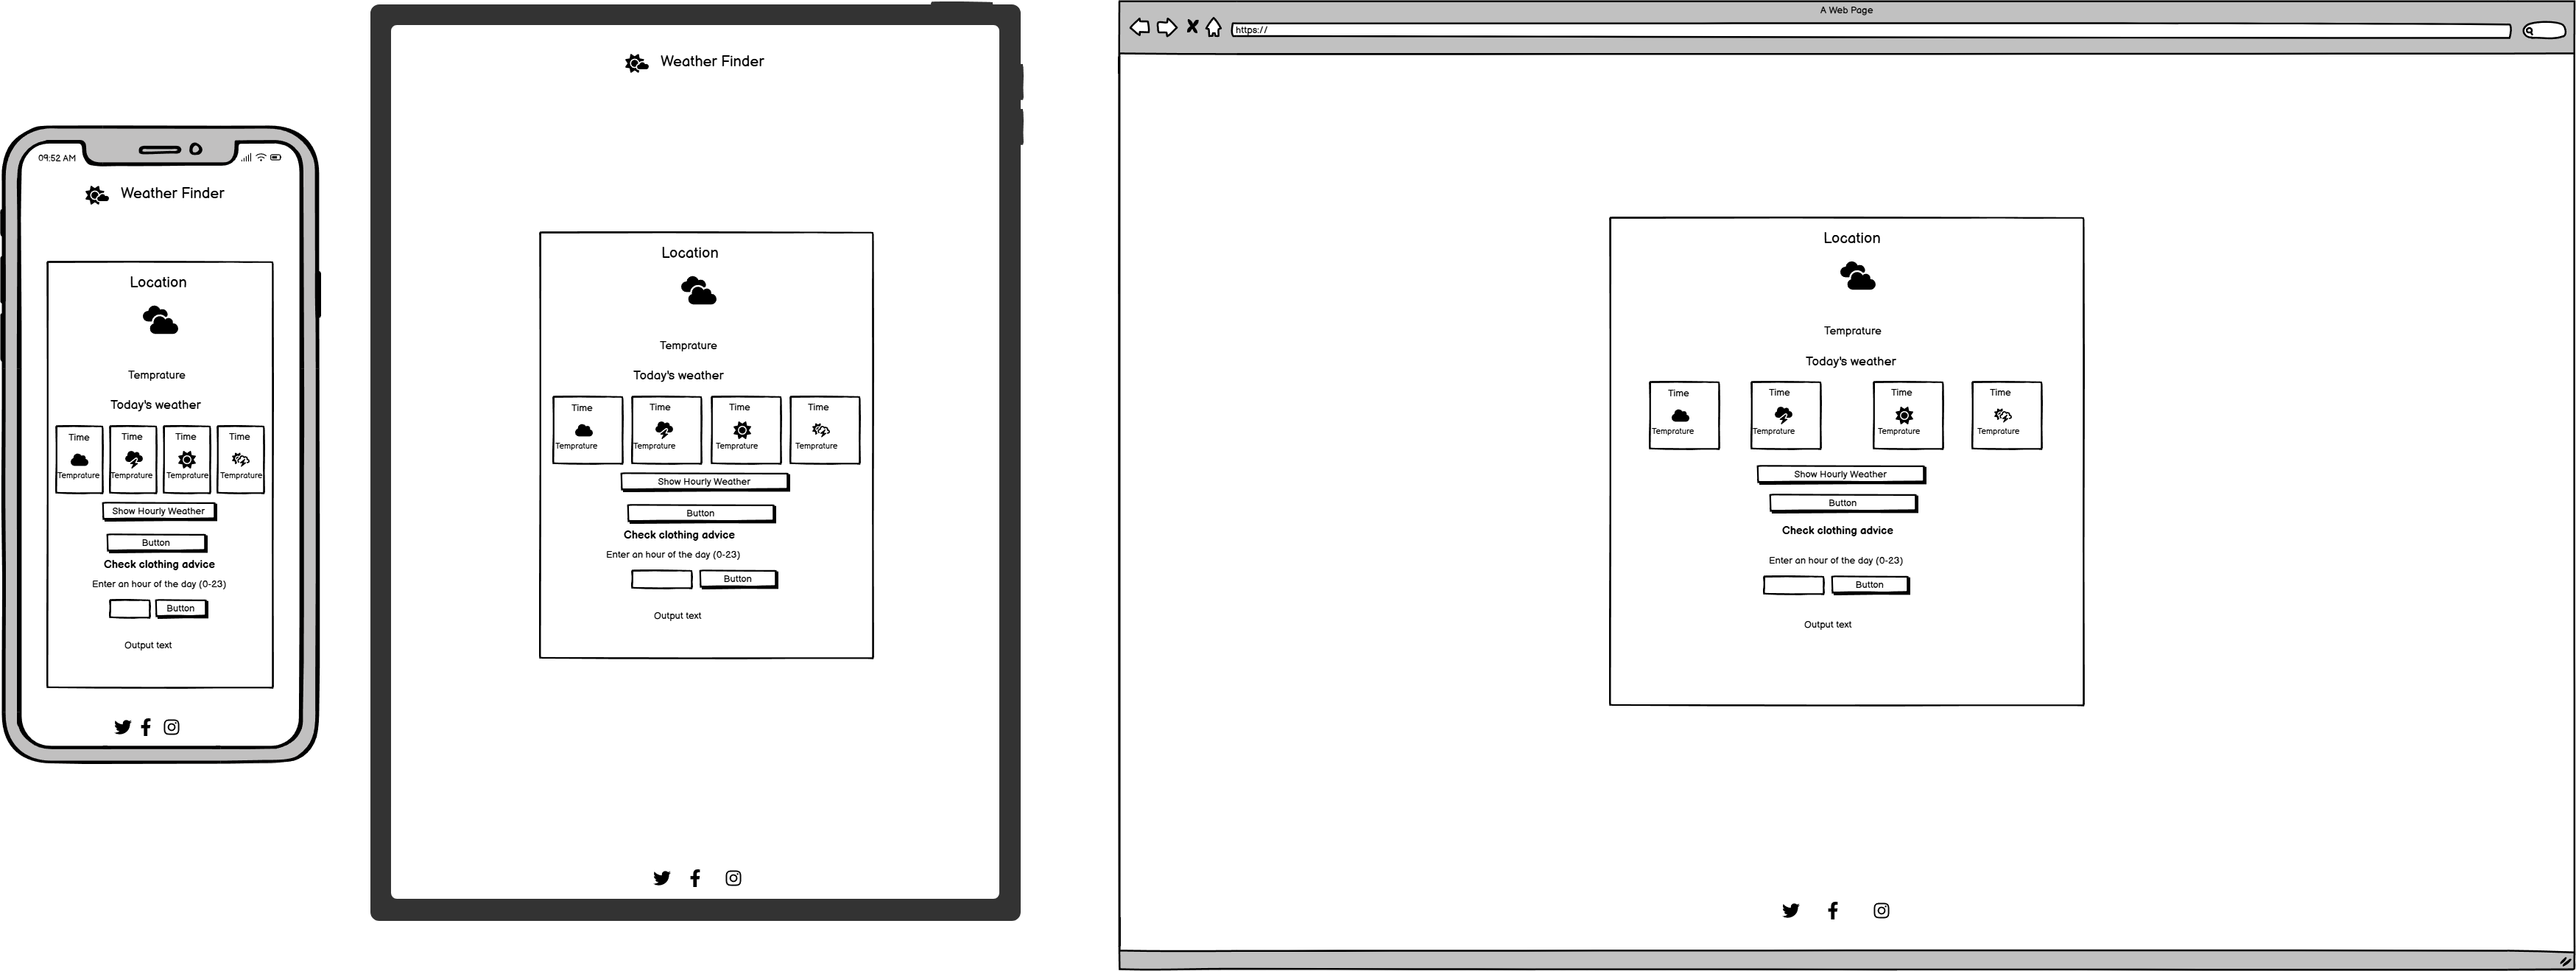 09:52 AM
Weather Finder
Location
Temprature
Today's weather
Time Time Time Time
Temprature Temprature Temprature Temprature
Show Hourly Weather
Button
Check clothing advice
Enter an hour of the day (0-23)
Button
Output text
Weather Finder
Location
Temprature
Today's weather
Time Time Time Time
Temprature Temprature Temprature Temprature
Show Hourly Weather
Button
Check clothing advice
Enter an hour of the day (0-23)
Button
Output text
A Web Page
https://
Location
Temprature
Today's weather
Time Time Time Time
Temprature Temprature Temprature Temprature
Show Hourly Weather
Button
Check clothing advice
Enter an hour of the day (0-23)
Button
Output text